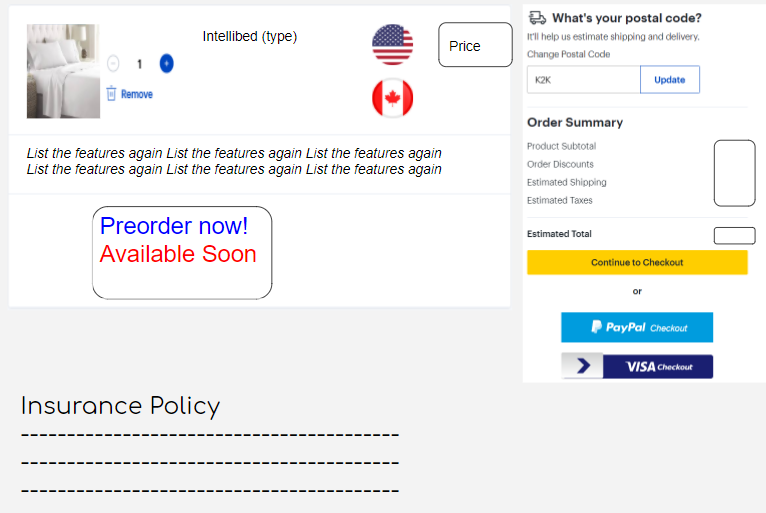 Intellibed (type)
1
Remove
Price
List the features again List the features again List the features again
List the features again List the features again List the features again
Preorder now!
Available Soon
What's your postal code?
It'll help us estimate shipping and delivery.
Change Postal Code
K2K
Update
Order Summary
Product Subtotal
Order Discounts
Estimated Shipping
Estimated Taxes
Estimated Total
Continue to Checkout
or
PayPal Checkout
VISA Checkout
Insurance Policy